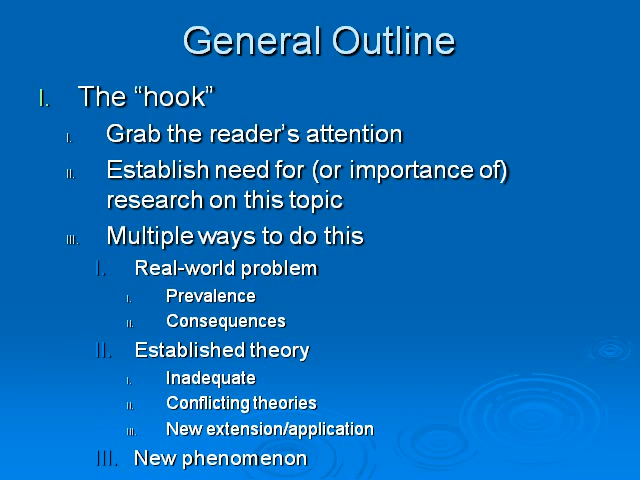 General Outline
I. The “hook”
I. Grab the reader’s attention
II. Establish need for (or importance of)
research on this topic
III. Multiple ways to do this
I. Real-world problem
I. Prevalence
II. Consequences
II. Established theory
I. Inadequate
II. Conflicting theories
III. New extension/application
III. New phenomenon